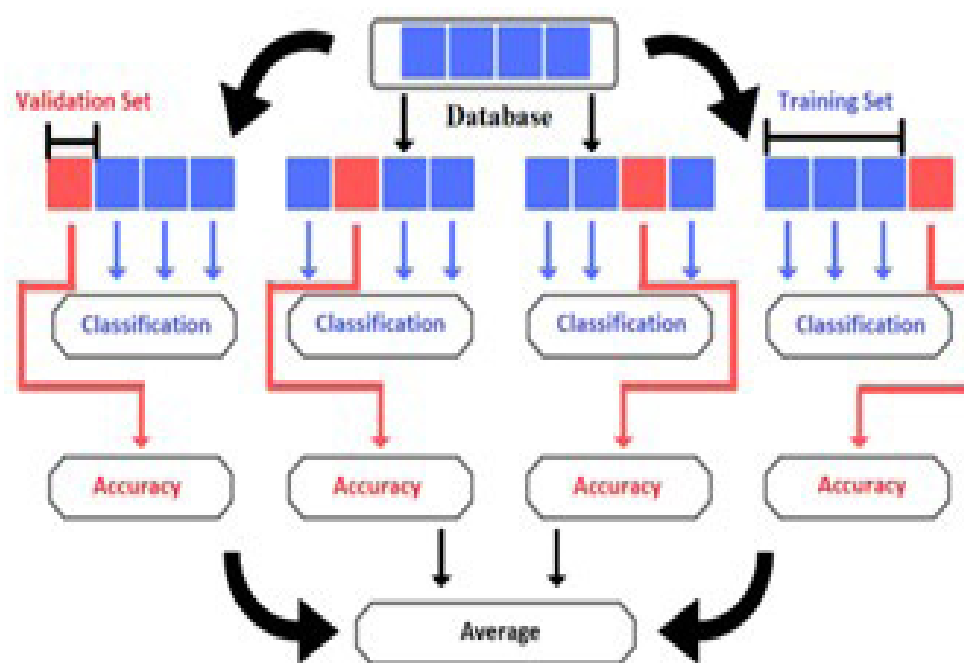 Database
Validation Set
Training Set
Classification
Classification
Classification
Classification
Accuracy
Accuracy
Accuracy
Accuracy
Average